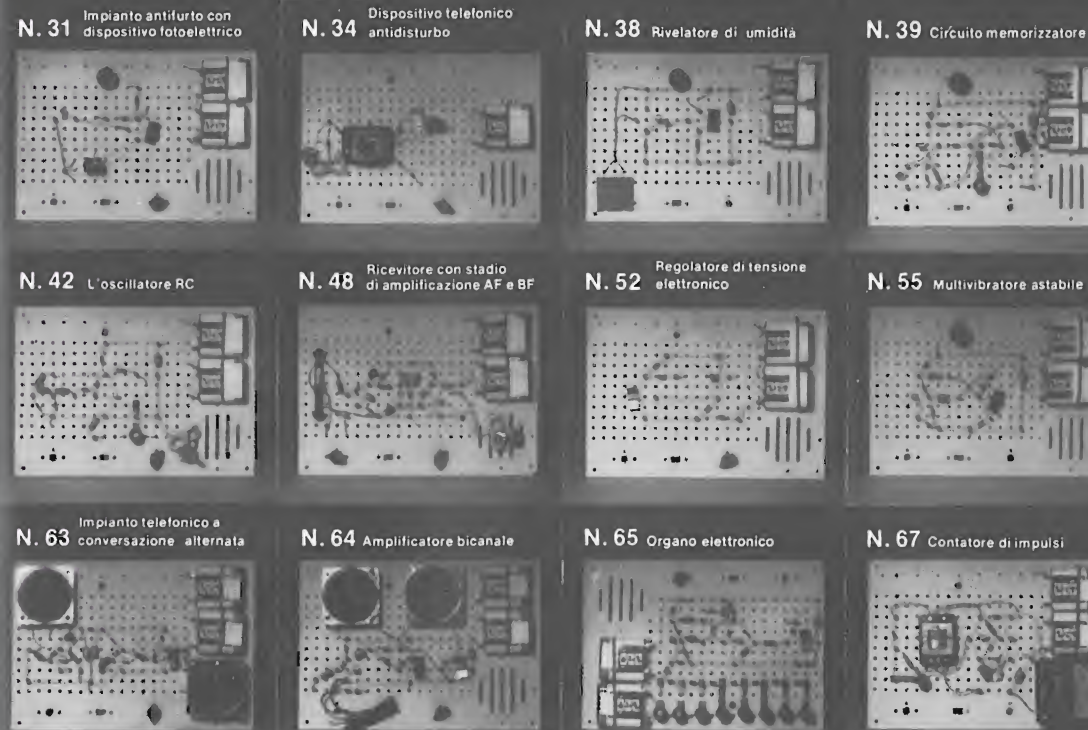 N. 31 Impianto antifurto con
dispositivo fotoelettrico
N. 34 Dispositivo telefonico
antidisturbo
N. 38 Rivelatore di umidità
N. 39 Circuito memorizzatore
N. 42 L'oscillatore RC
N. 48 Ricevitore con stadio
di amplificazione AF e BF
N. 52 Regolatore di tensione
elettronico
N. 55 Multivibratore astabile
N. 63 Impianto telefonico a
conversazione alternata
N. 64 Amplificatore bicanale
N. 65 Organo elettronico
N. 67 Contatore di impulsi